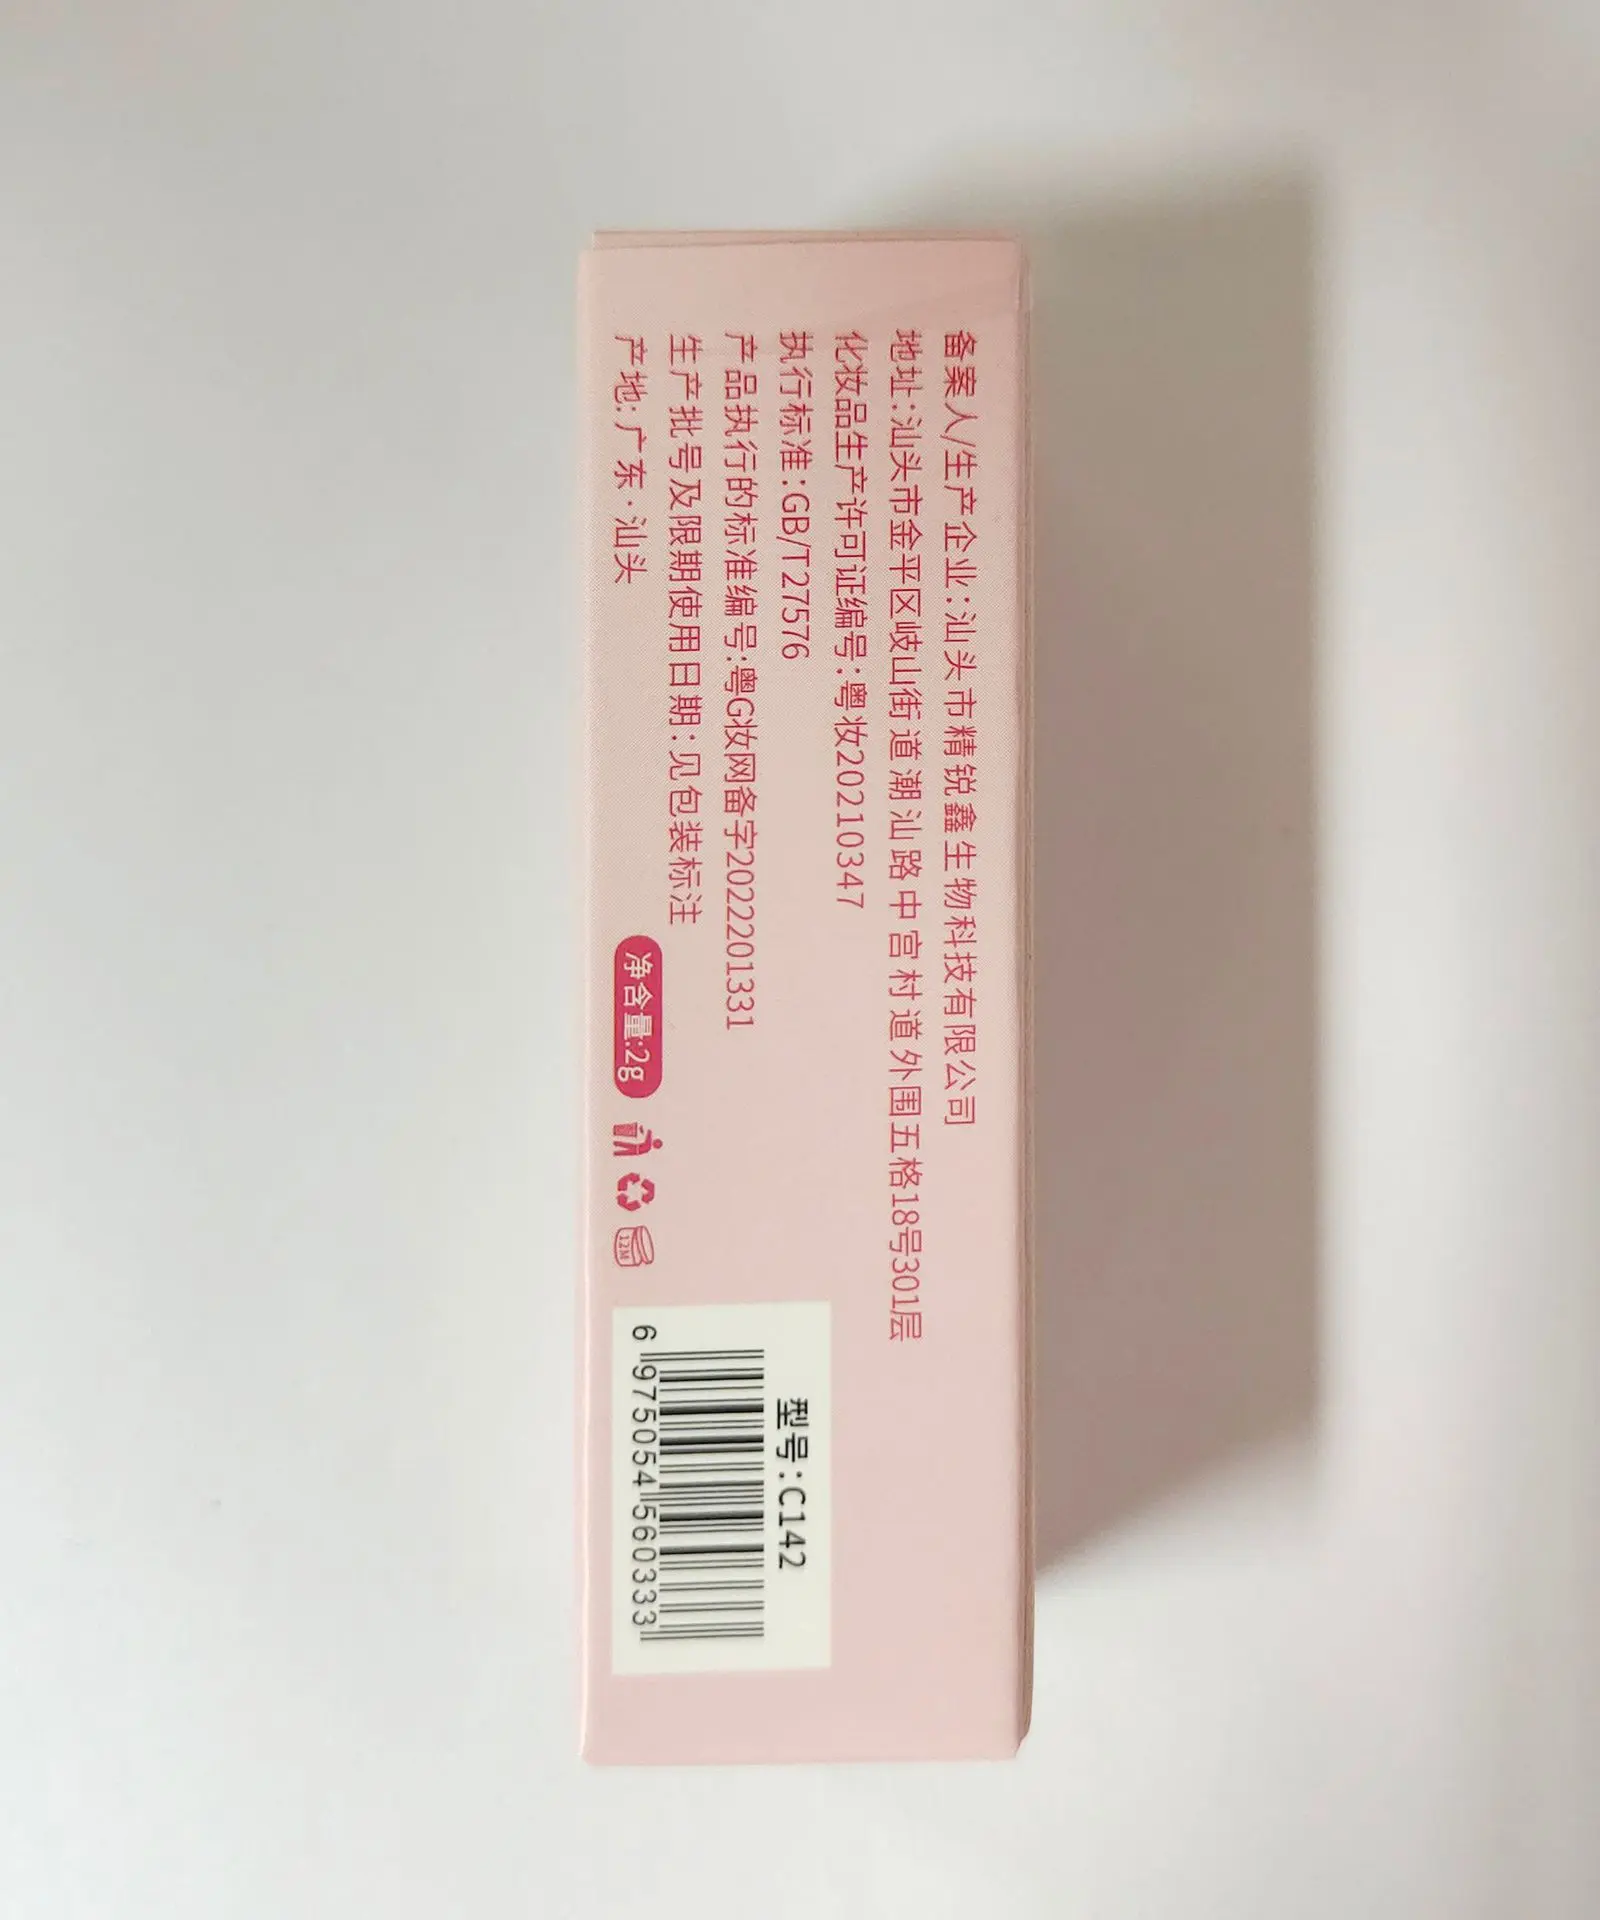 备案人/生产企业:汕头市精锐鑫生物科技有限公司
地址:汕头市金平区岐山街道潮汕路中宫村道外围五格18号301层
化妆品生产许可证编号:粤妆20210347
执行标准:GB/T27576
产品执行的标准编号:粤G妆网备字2022201331
生产批号及限期使用日期:见包装标注
产地:广东·汕头
净含量:2g
12M
型号:C142
6 975054 560333